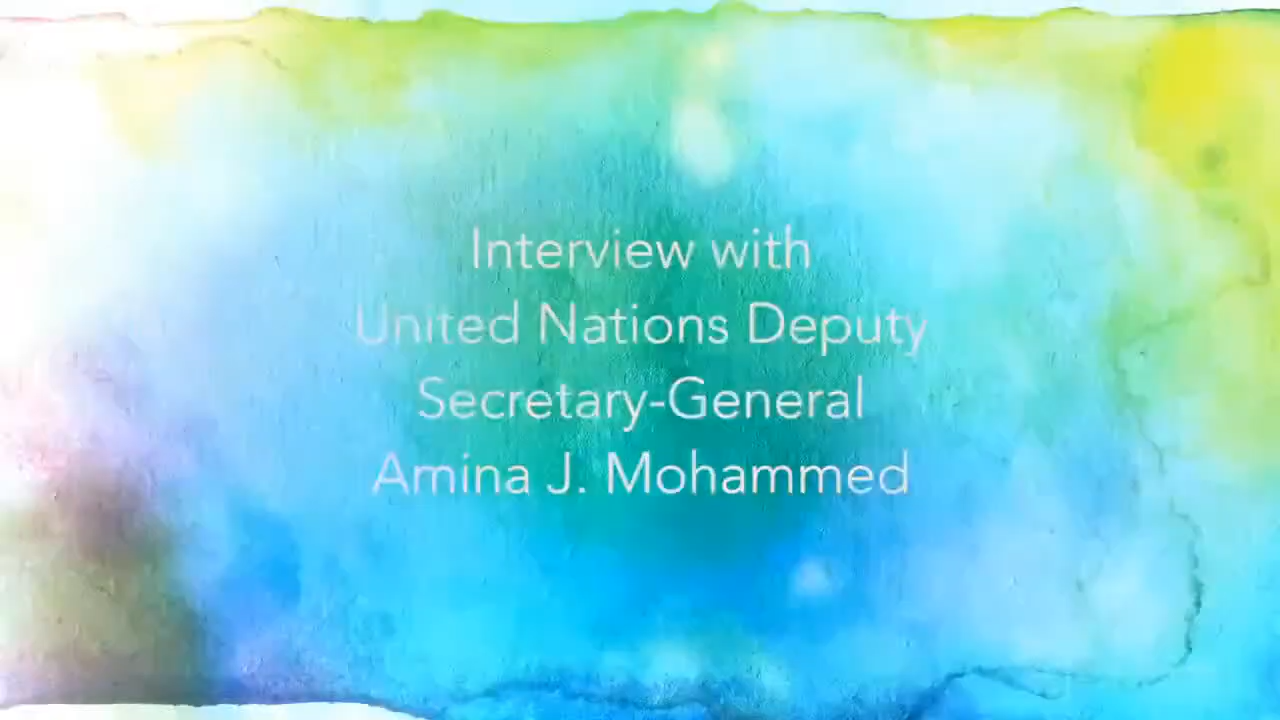 Interview with
United Nations Deputy
Secretary-General
Amina J. Mohammed